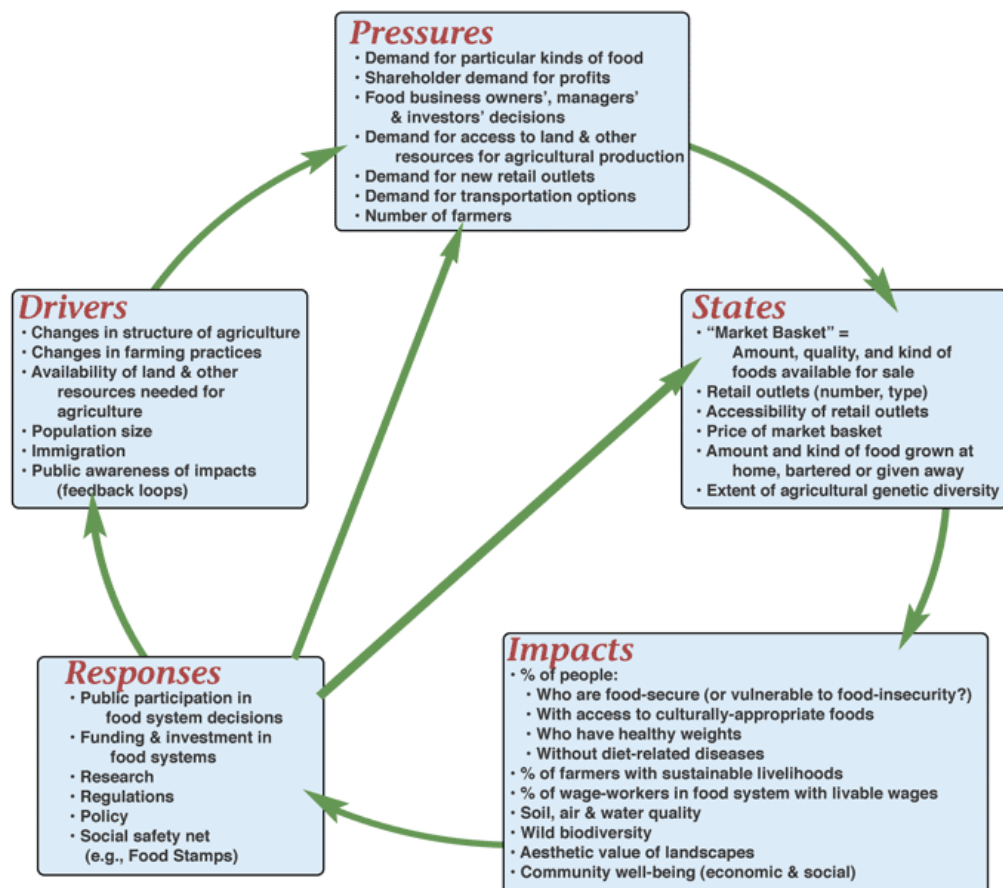 Pressures
· Demand for particular kinds of food
· Shareholder demand for profits
· Food business owners’, managers’
& investors’ decisions
· Demand for access to land & other
resources for agricultural production
· Demand for new retail outlets
· Demand for transportation options
· Number of farmers
Drivers
· Changes in structure of agriculture
· Changes in farming practices
· Availability of land & other
resources needed for
agriculture
· Population size
· Immigration
· Public awareness of impacts
(feedback loops)
States
· “Market Basket” =
Amount, quality, and kind of
foods available for sale
· Retail outlets (number, type)
· Accessibility of retail outlets
· Price of market basket
· Amount and kind of food grown at
home, bartered or given away
· Extent of agricultural genetic diversity
Responses
· Public participation in
food system decisions
· Funding & investment in
food systems
· Research
· Regulations
· Policy
· Social safety net
(e.g., Food Stamps)
Impacts
· % of people:
· Who are food-secure (or vulnerable to food-insecurity?)
· With access to culturally-appropriate foods
· Who have healthy weights
· Without diet-related diseases
· % of farmers with sustainable livelihoods
· % of wage-workers in food system with livable wages
· Soil, air & water quality
· Wild biodiversity
· Aesthetic value of landscapes
· Community well-being (economic & social)